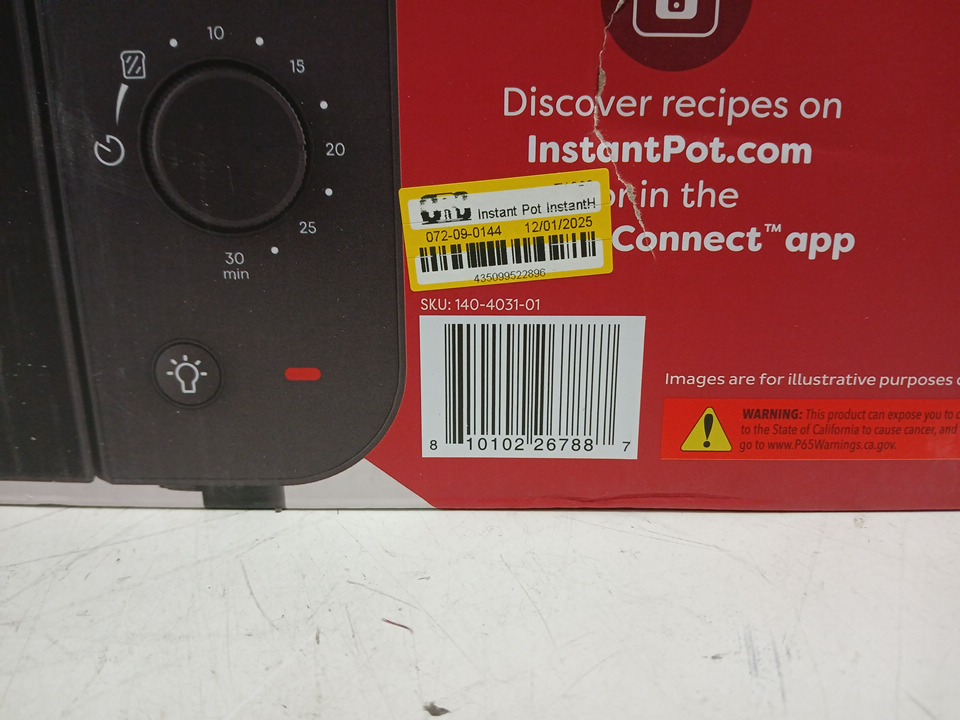 10
15
20
25
30
min
Discover recipes on
InstantPot.com
or in the
Connect™ app
Instant Pot InstantH
072-09-0144 12/01/2025
435099522896
SKU: 140-4031-01
8 10102 26788 7
Images are for illustrative purposes
WARNING: This product can expose you to
to the State of California to cause cancer, and
go to www.P65Warnings.ca.gov.